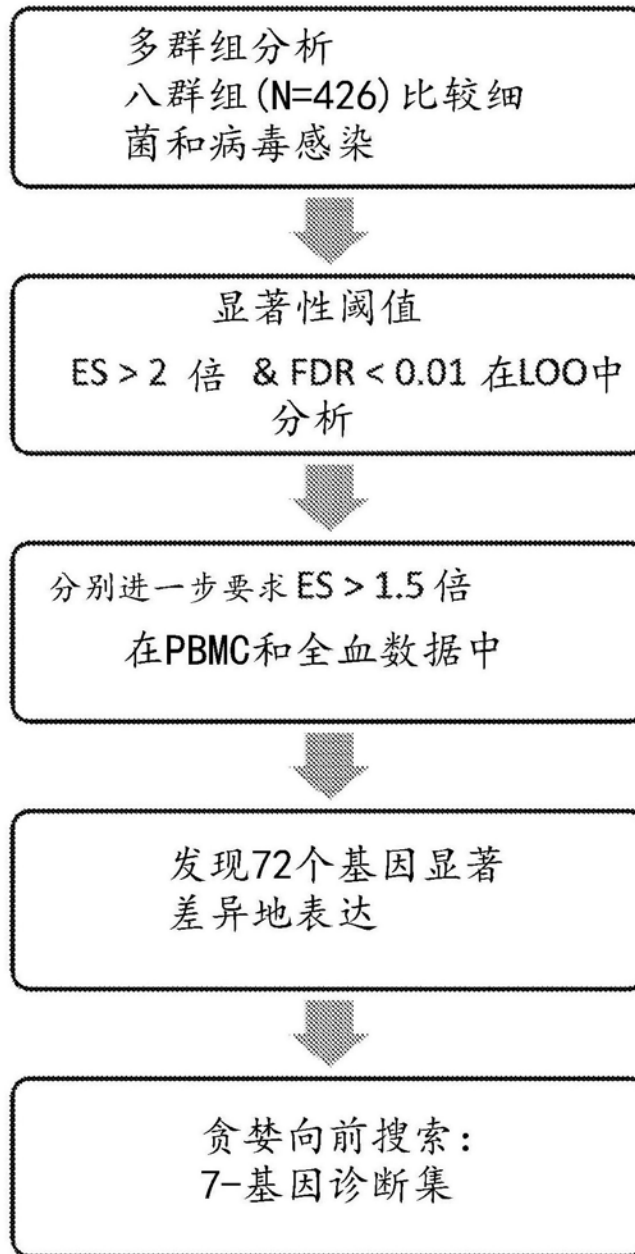 多群组分析
八群组(N=426)比较细
菌和病毒感染
显著性阈值
ES > 2 倍 & FDR < 0.01 在LOO中
分析
分别进一步要求 ES > 1.5 倍
在PBMC和全血数据中
发现72个基因显著
差异地表达
贪婪向前搜索：
7-基因诊断集